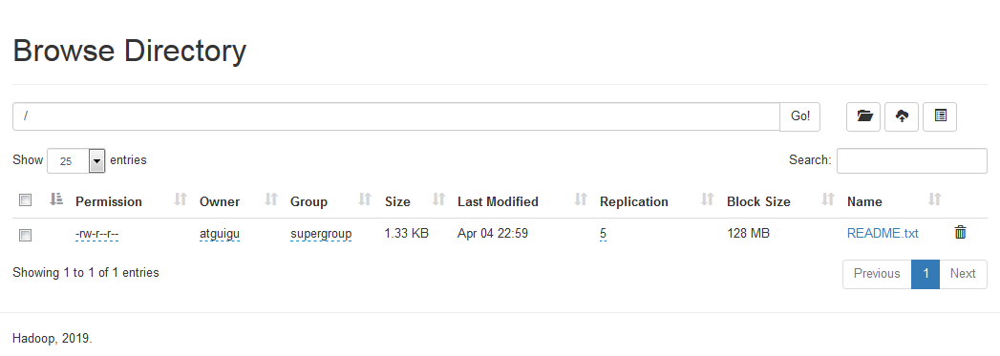 Browse Directory
/ Go!
Show 25 entries Search:
Permission Owner Group Size Last Modified Replication Block Size Name
-rw-r--r-- atguigu supergroup 1.33 KB Apr 04 22:59 5 128 MB README.txt
Showing 1 to 1 of 1 entries Previous 1 Next
Hadoop, 2019.